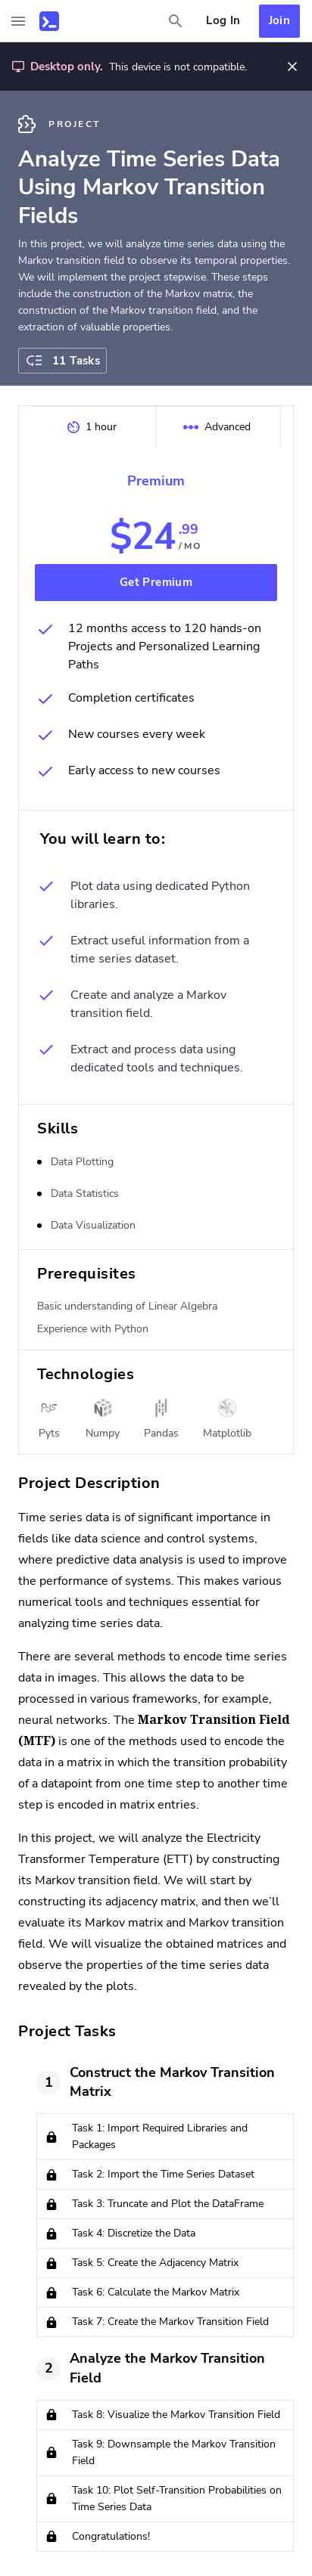 Log In
Join
Desktop only. This device is not compatible.
PROJECT
Analyze Time Series Data
Using Markov Transition
Fields
In this project, we will analyze time series data using the
Markov transition field to observe its temporal properties.
We will implement the project stepwise. These steps
include the construction of the Markov matrix, the
construction of the Markov transition field, and the
extraction of valuable properties.
11 Tasks
1 hour
Advanced
Premium
$24.99
/ MO
Get Premium
12 months access to 120 hands-on
Projects and Personalized Learning
Paths
Completion certificates
New courses every week
Early access to new courses
You will learn to:
Plot data using dedicated Python
libraries.
Extract useful information from a
time series dataset.
Create and analyze a Markov
transition field.
Extract and process data using
dedicated tools and techniques.
Skills
Data Plotting
Data Statistics
Data Visualization
Prerequisites
Basic understanding of Linear Algebra
Experience with Python
Technologies
Pyts
Numpy
Pandas
Matplotlib
Project Description
Time series data is of significant importance in
fields like data science and control systems,
where predictive data analysis is used to improve
the performance of systems. This makes various
numerical tools and techniques essential for
analyzing time series data.
There are several methods to encode time series
data in images. This allows the data to be
processed in various frameworks, for example,
neural networks. The Markov Transition Field
(MTF) is one of the methods used to encode the
data in a matrix in which the transition probability
of a datapoint from one time step to another time
step is encoded in matrix entries.
In this project, we will analyze the Electricity
Transformer Temperature (ETT) by constructing
its Markov transition field. We will start by
constructing its adjacency matrix, and then we’ll
evaluate its Markov matrix and Markov transition
field. We will visualize the obtained matrices and
observe the properties of the time series data
revealed by the plots.
Project Tasks
1
Construct the Markov Transition
Matrix
Task 1: Import Required Libraries and
Packages
Task 2: Import the Time Series Dataset
Task 3: Truncate and Plot the DataFrame
Task 4: Discretize the Data
Task 5: Create the Adjacency Matrix
Task 6: Calculate the Markov Matrix
Task 7: Create the Markov Transition Field
2
Analyze the Markov Transition
Field
Task 8: Visualize the Markov Transition Field
Task 9: Downsample the Markov Transition
Field
Task 10: Plot Self-Transition Probabilities on
Time Series Data
Congratulations!